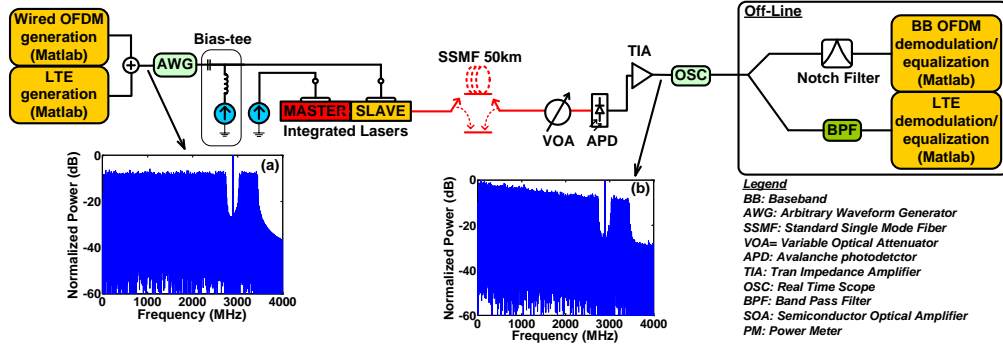 Wired OFDM
generation
(Matlab)
LTE
generation
(Matlab)
AWG
Bias-tee
MASTER
SLAVE
Integrated Lasers
SSMF 50km
VOA
APD
TIA
OSC
Off-Line
Notch Filter
BPF
BB OFDM
demodulation/
equalization
(Matlab)
LTE
demodulation/
equalization
(Matlab)
(a)
Normalized Power (dB)
0
-20
-40
-60
0
1000
2000
3000
4000
Frequency (MHz)
(b)
Normalized Power (dB)
0
-20
-40
-60
0
1000
2000
3000
4000
Frequency (MHz)
Legend
BB: Baseband
AWG: Arbitrary Waveform Generator
SSMF: Standard Single Mode Fiber
VOA= Variable Optical Attenuator
APD: Avalanche photodetctor
TIA: Tran Impedance Amplifier
OSC: Real Time Scope
BPF: Band Pass Filter
SOA: Semiconductor Optical Amplifier
PM: Power Meter